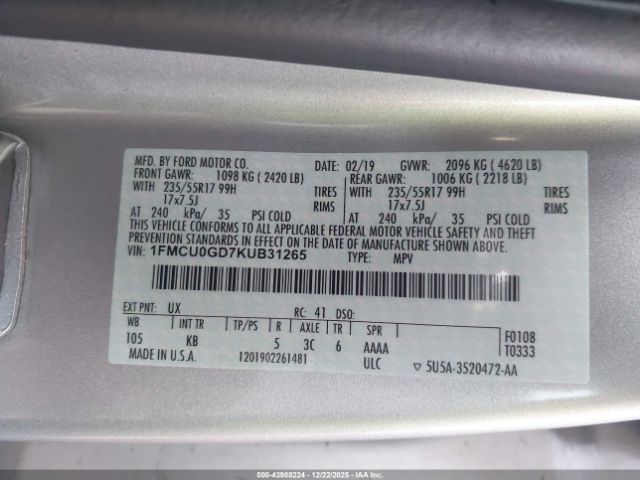 MFD. BY FORD MOTOR CO. DATE: 02/19 GVWR: 2096 KG ( 4620 LB)
FRONT GAWR: 1098 KG ( 2420 LB) REAR GAWR: 1006 KG ( 2218 LB)
WITH 235/55R17 99H TIRES WITH 235/55R17 99H TIRES
17x7.5J RIMS 17x7.5J RIMS
AT 240 kPa/ 35 PSI COLD AT 240 kPa/ 35 PSI COLD
THIS VEHICLE CONFORMS TO ALL APPLICABLE FEDERAL MOTOR VEHICLE SAFETY AND THEFT
PREVENTION STANDARDS IN EFFECT ON THE DATE OF MANUFACTURE SHOWN ABOVE.
VIN: 1FMCU0GD7KUB31265 TYPE: MPV
EXT PNT: UX RC: 41 DSO:
WB INT TR TP/PS R AXLE TR SPR F0108
105 KB 5 3C 6 AAAA T0333
MADE IN U.S.A. 1201902261481 ULC ▽ 5U5A-3520472-AA
000-43988224 | 12/22/2025 | IAAI.COM